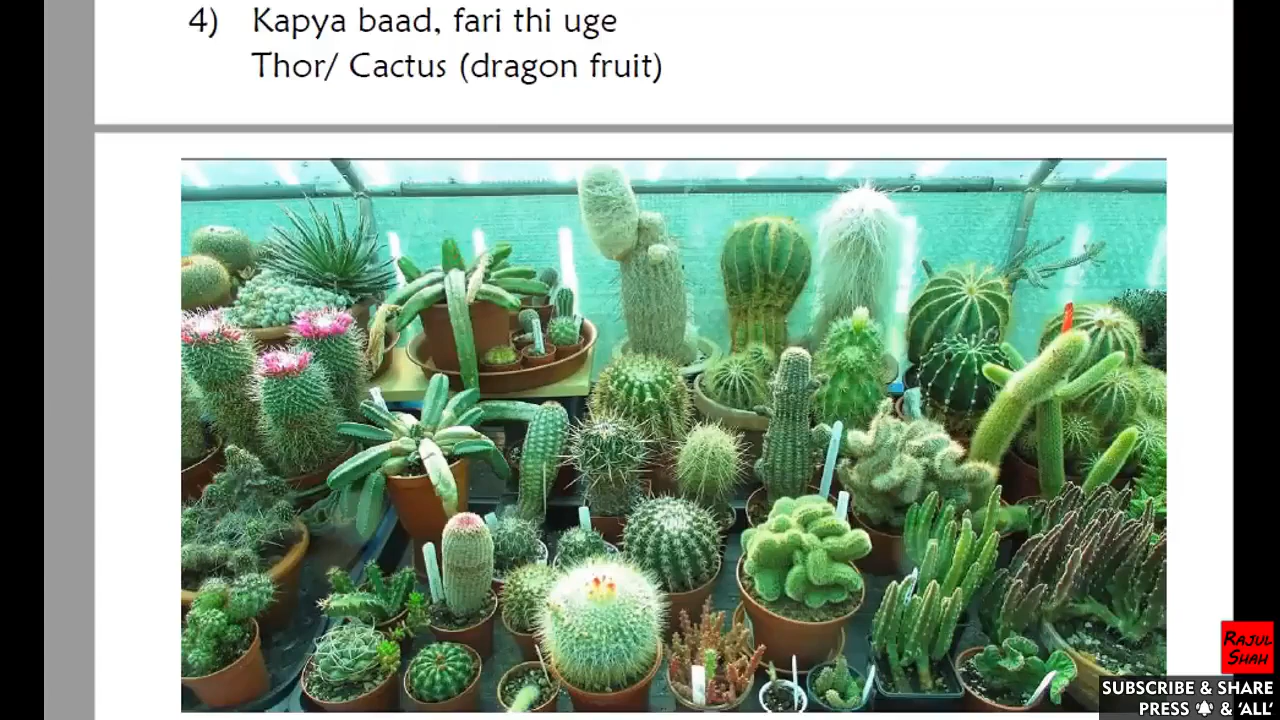 4) Kapya baad, fari thi uge
Thor/ Cactus (dragon fruit)
RAJUL
SHAH
SUBSCRIBE & SHARE
PRESS & 'ALL'